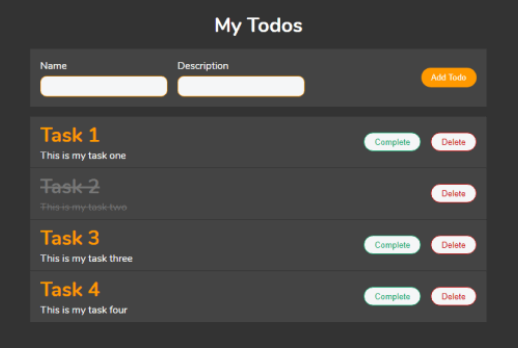 My Todos
Name Description
Add Todo
Task 1
This is my task one
Complete Delete
Task 2
This is my task two
Delete
Task 3
This is my task three
Complete Delete
Task 4
This is my task four
Complete Delete